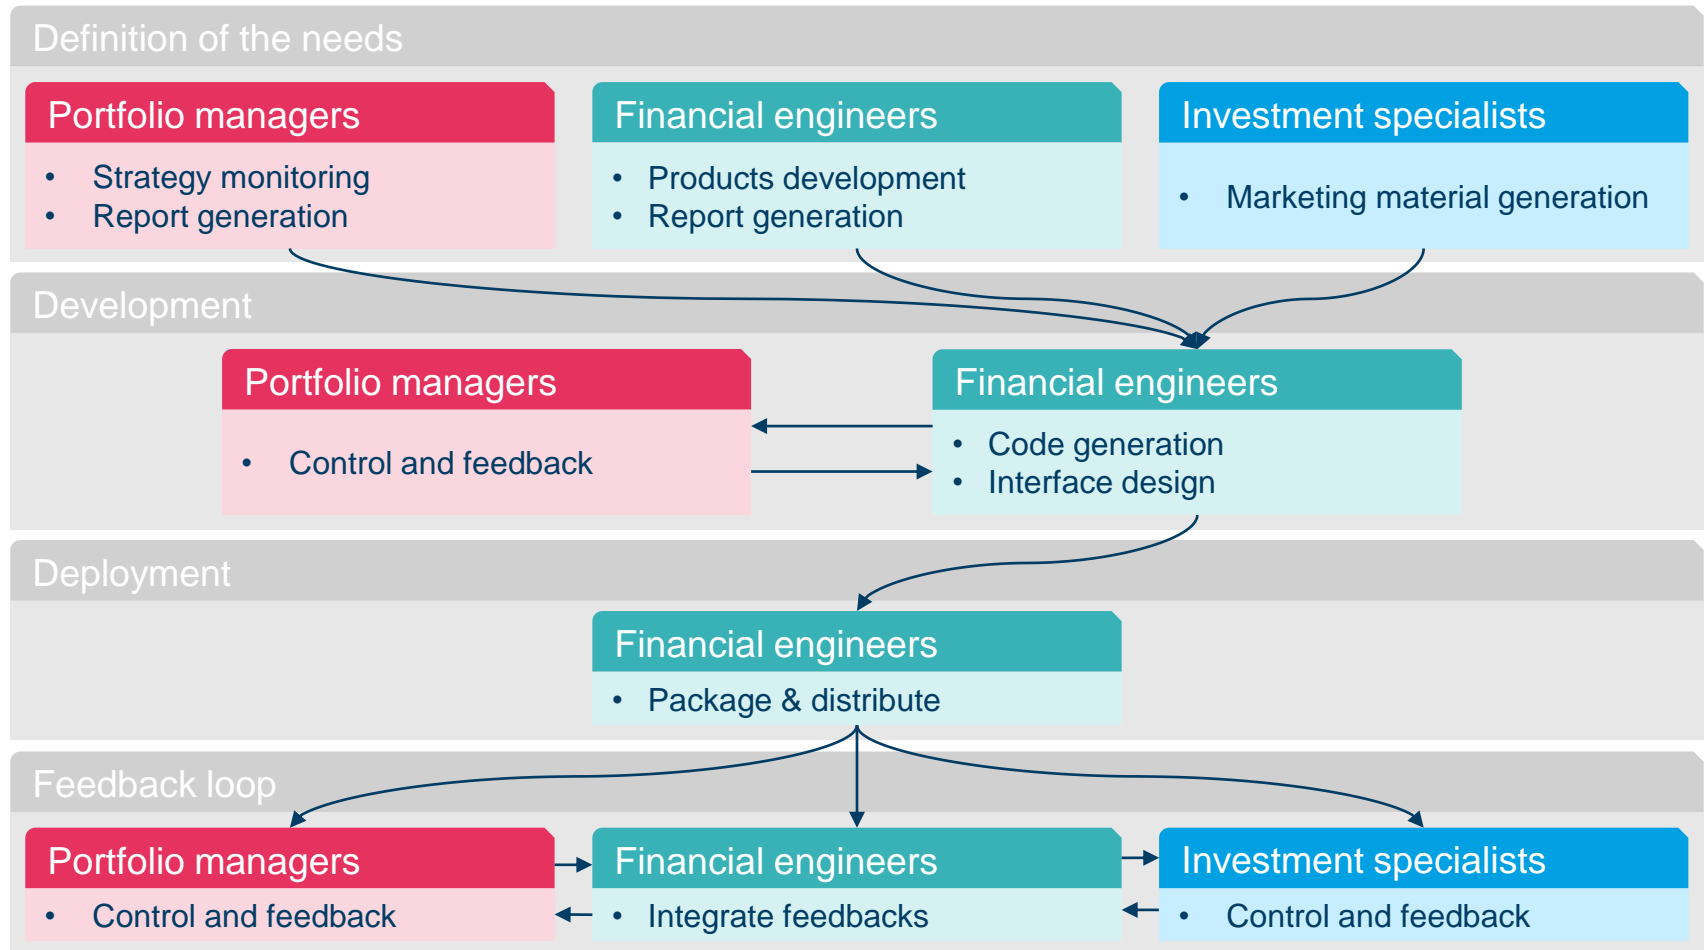 Definition of the needs
Portfolio managers
• Strategy monitoring
• Report generation
Financial engineers
• Products development
• Report generation
Investment specialists
• Marketing material generation
Development
Portfolio managers
• Control and feedback
Financial engineers
• Code generation
• Interface design
Deployment
Financial engineers
• Package & distribute
Feedback loop
Portfolio managers
• Control and feedback
Financial engineers
• Integrate feedbacks
Investment specialists
• Control and feedback